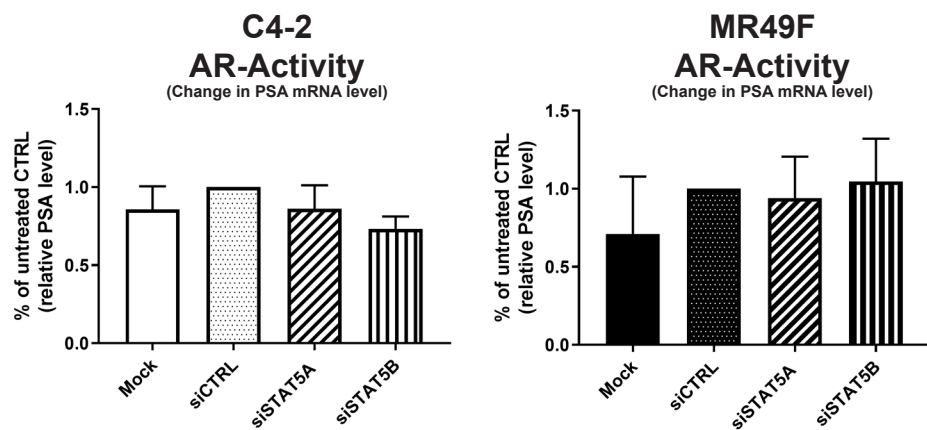 C4-2
AR-Activity
(Change in PSA mRNA level)
% of untreated CTRL
(relative PSA level)
1.5
1.0
0.5
0.0
Mock
siCTRL
siSTAT5A
siSTAT5B
MR49F
AR-Activity
(Change in PSA mRNA level)
% of untreated CTRL
(relative PSA level)
1.5
1.0
0.5
0.0
Mock
siCTRL
siSTAT5A
siSTAT5B